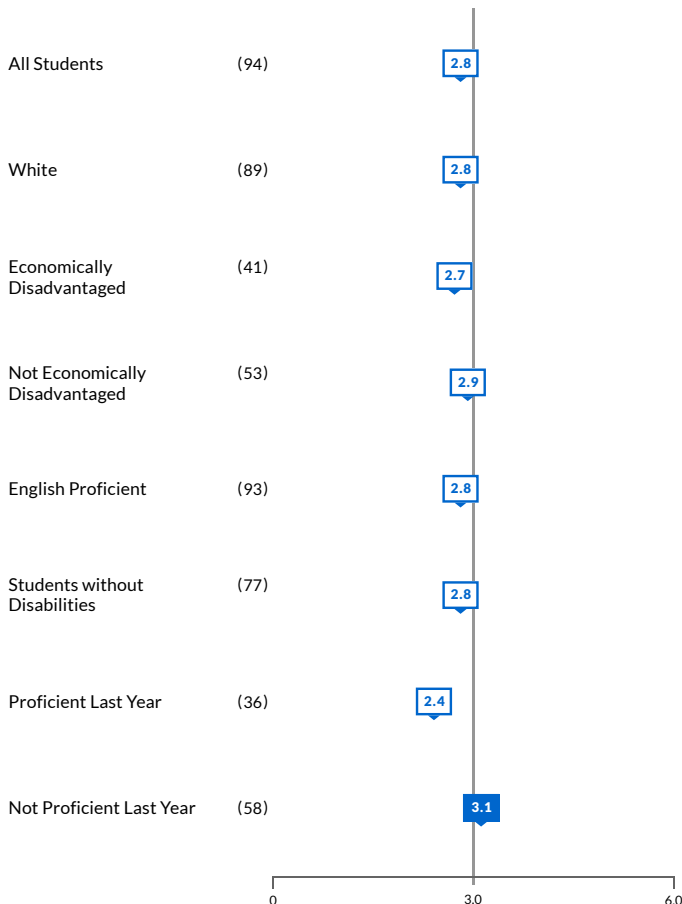 All Students (94) 2.8
White (89) 2.8
Economically (41)
Disadvantaged 2.7
Not Economically (53)
Disadvantaged 2.9
English Proficient (93) 2.8
Students without (77)
Disabilities 2.8
Proficient Last Year (36) 2.4
Not Proficient Last Year (58) 3.1
0 3.0 6.0